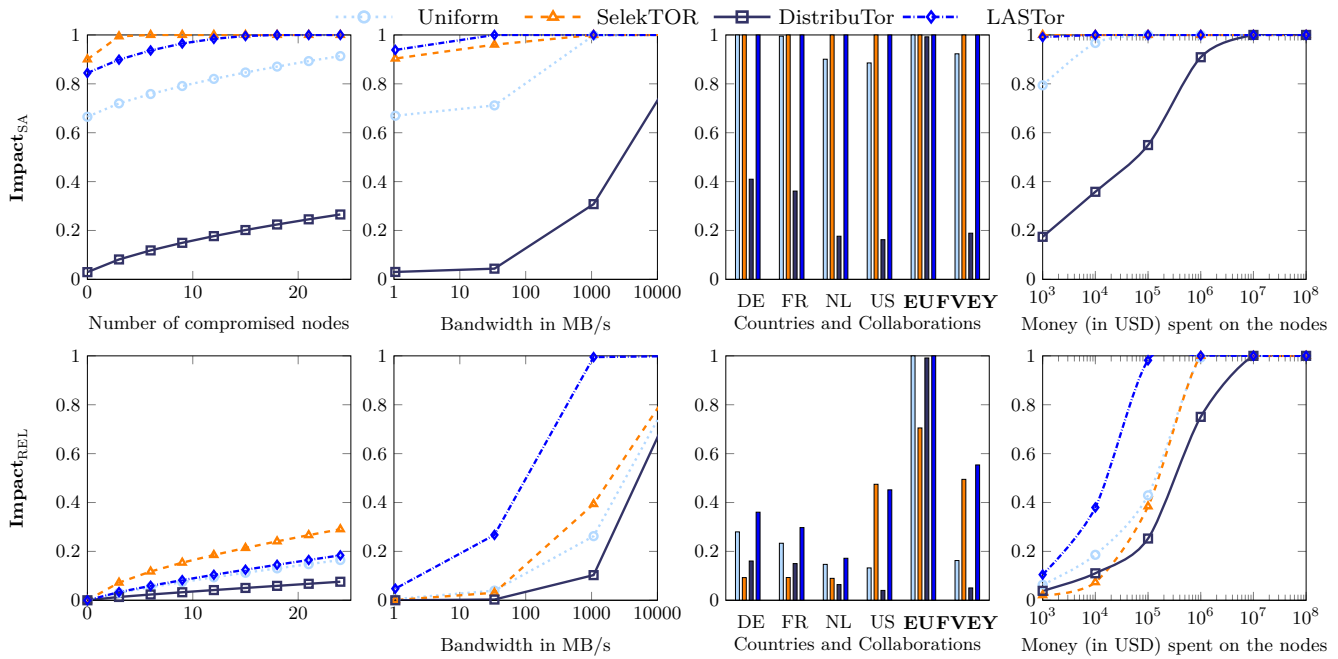 Uniform SelekTOR DistribuTor LASTor
Impact_SA
0 0.2 0.4 0.6 0.8 1
0 10 20
Number of compromised nodes
0 0.2 0.4 0.6 0.8 1
1 10 100 1000 10000
Bandwidth in MB/s
0 0.2 0.4 0.6 0.8 1
DE FR NL US EU FVEY
Countries and Collaborations
0 0.2 0.4 0.6 0.8 1
10^3 10^4 10^5 10^6 10^7 10^8
Money (in USD) spent on the nodes
Impact_REL
0 0.2 0.4 0.6 0.8 1
0 10 20
0 0.2 0.4 0.6 0.8 1
1 10 100 1000 10000
Bandwidth in MB/s
0 0.2 0.4 0.6 0.8 1
DE FR NL US EU FVEY
Countries and Collaborations
0 0.2 0.4 0.6 0.8 1
10^3 10^4 10^5 10^6 10^7 10^8
Money (in USD) spent on the nodes